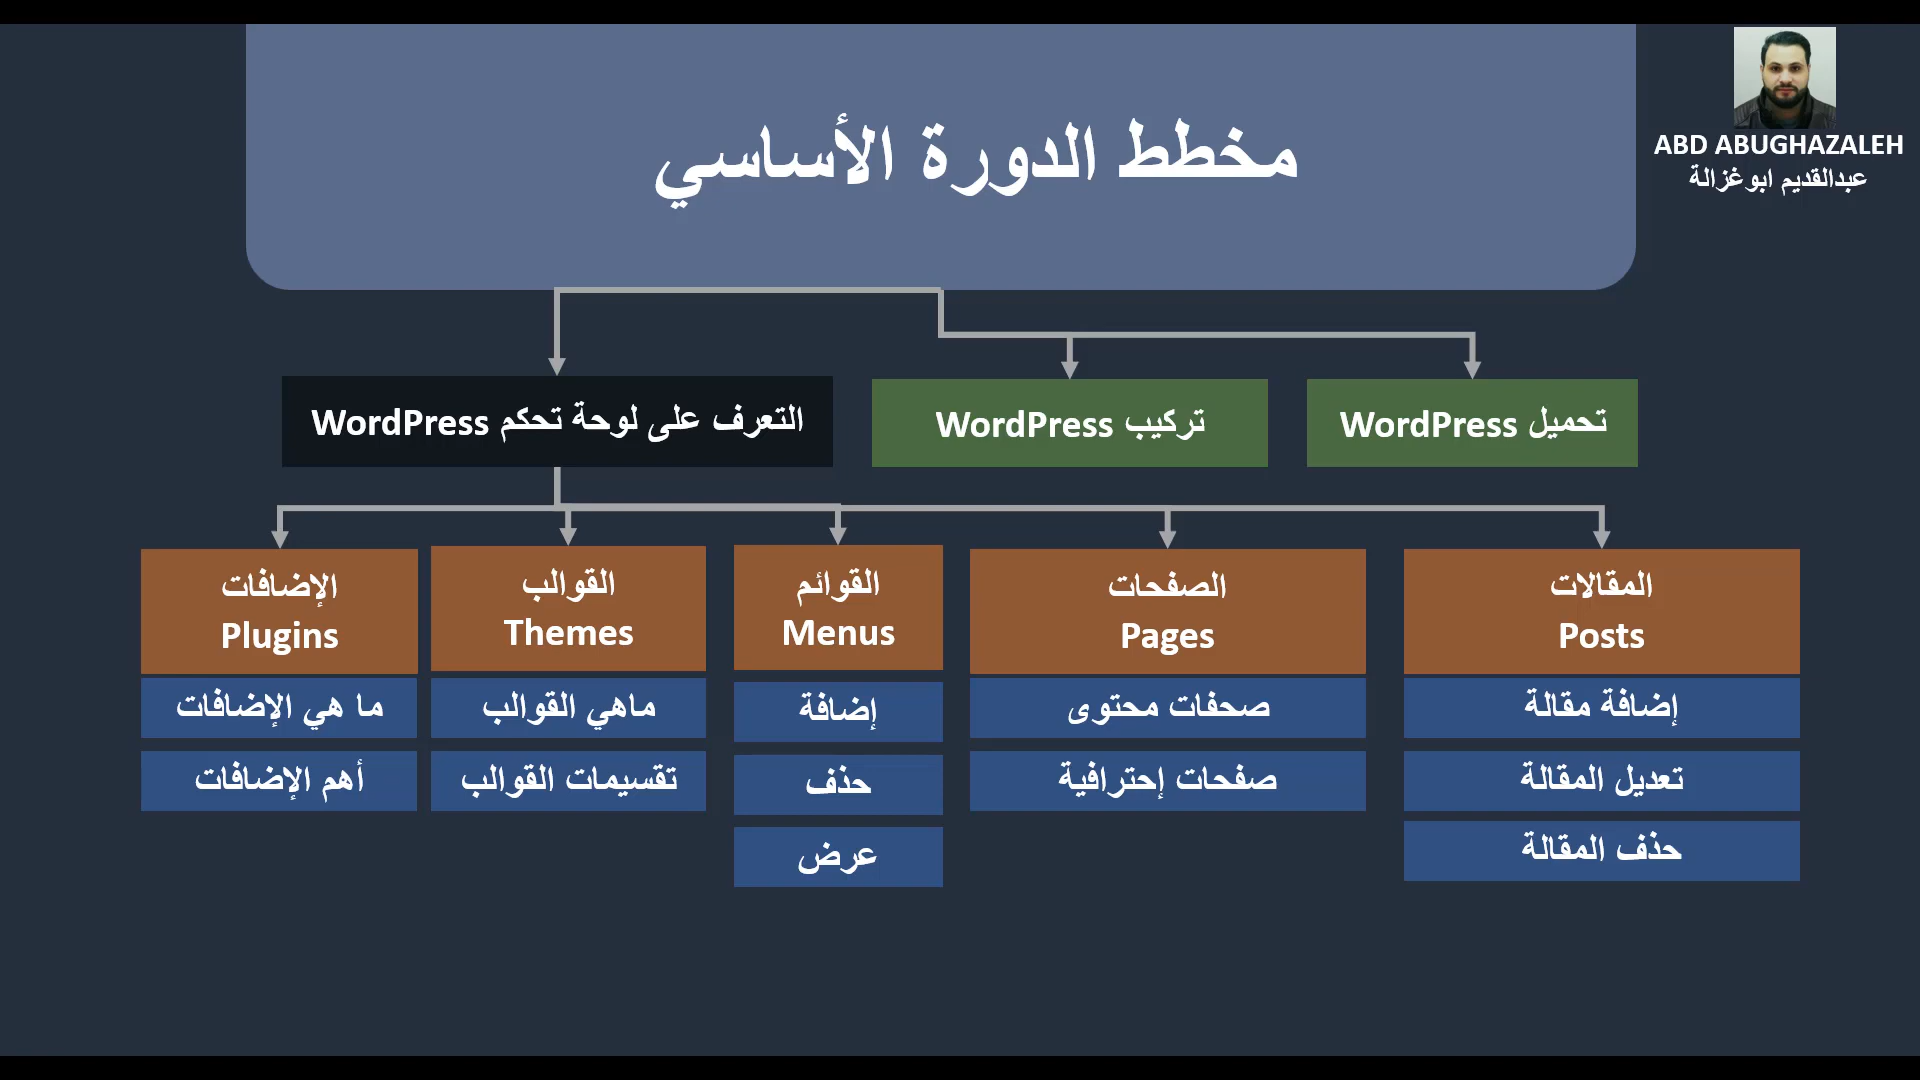 مخطط الدورة الأساسي
ABD ABUGHAZALEH
عبدالقديم ابوغزالة
تحميل WordPress
تركيب WordPress
التعرف على لوحة تحكم WordPress
المقالات
Posts
إضافة مقالة
تعديل المقالة
حذف المقالة
الصفحات
Pages
صحفات محتوى
صفحات إحترافية
القوائم
Menus
إضافة
حذف
عرض
القوالب
Themes
ماهي القوالب
تقسيمات القوالب
الإضافات
Plugins
ما هي الإضافات
أهم الإضافات